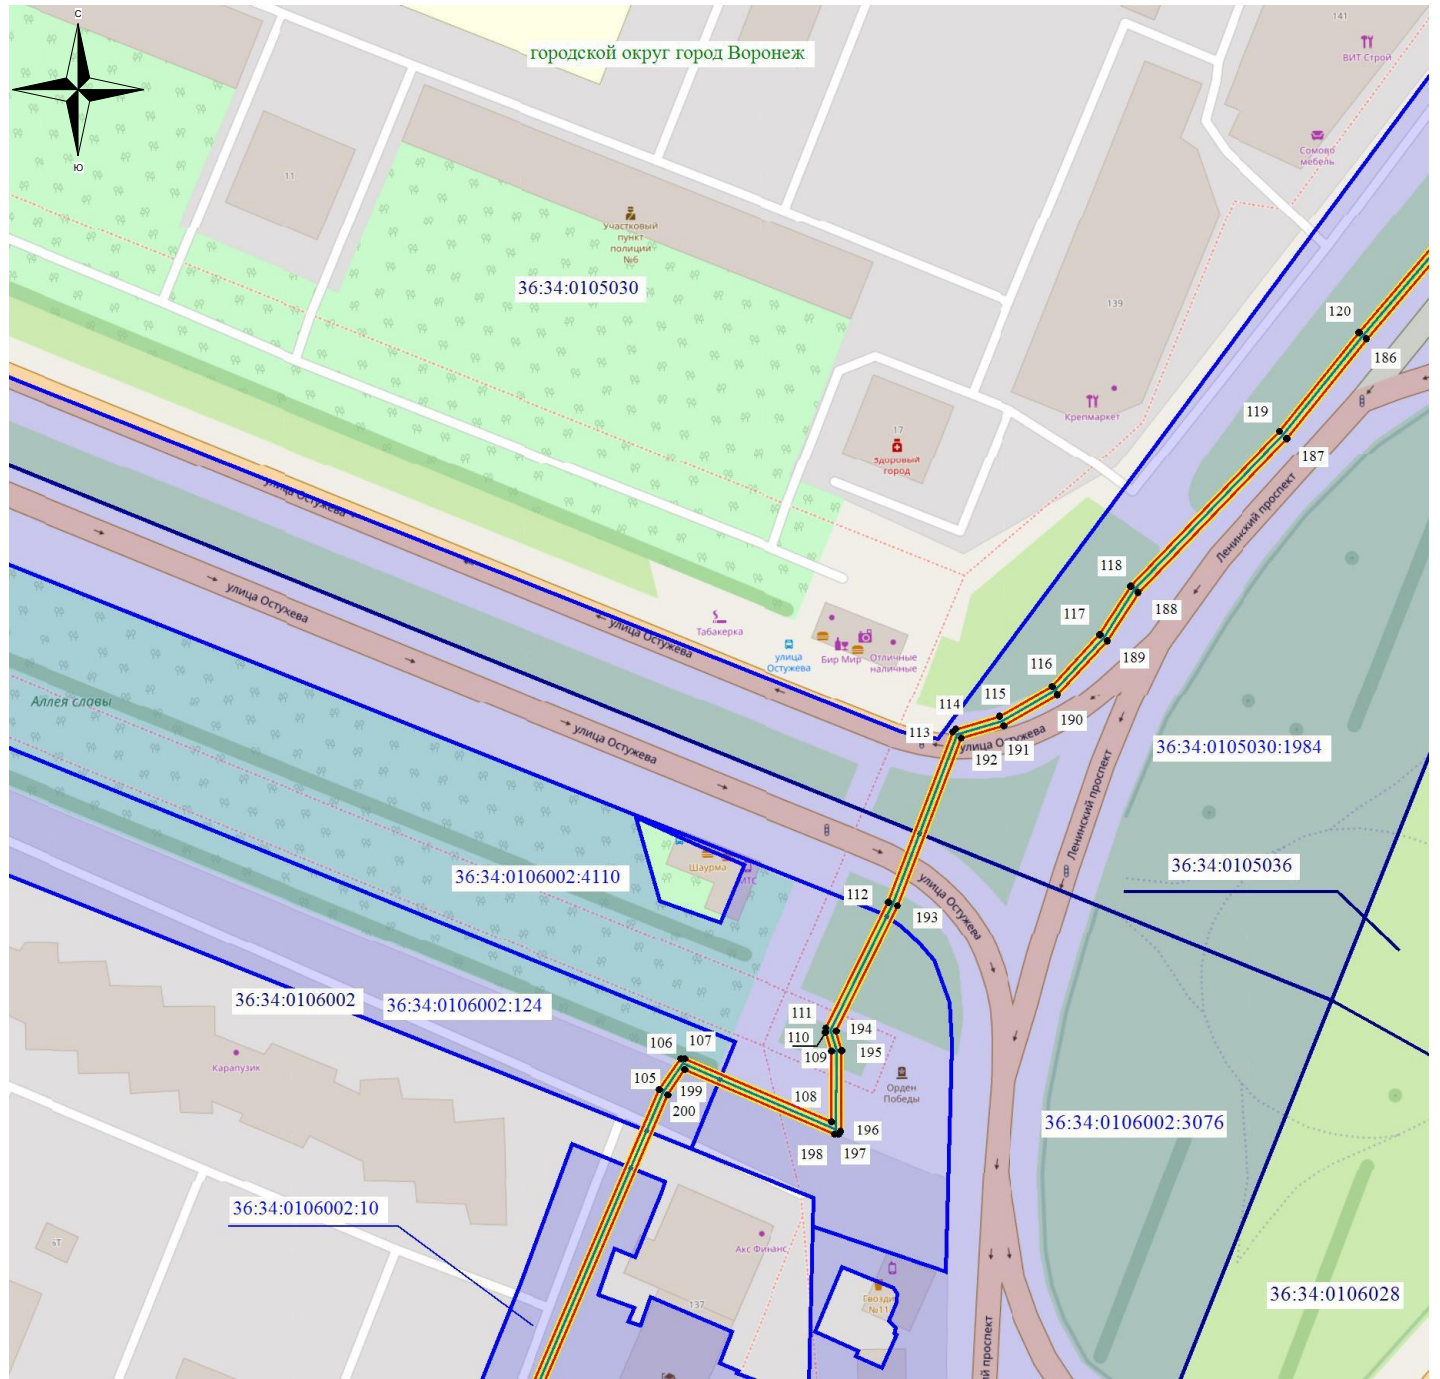 С
городской округ город Воронеж
141
ВИТ Строй
Сомово
мебель
Ю
11
Участковый
пункт
полиции
№6
36:34:0105030
139
120
186
Крепмаркет
17
Здоровый
город
119
187
улица Остужева
Ленинский проспект
118
188
улица Остужева
117
189
Табакерка
улица Остужева
улица
Остужева
Бир Мир
Отличные
наличные
116
190
Аллея славы
115
114
113
191
192
улица Остужева
улица Остужева
36:34:0105030:1984
Ленинский проспект
36:34:0105036
36:34:0106002:4110
Шаурма
МТС
112
193
улица Остужева
36:34:0106002
36:34:0106002:124
111
110
109
194
195
106
107
Карапузик
105
199
200
Орден
Победы
108
196
197
198
36:34:0106002:3076
36:34:0106002:10
Акс Финанс
36:34:0106028
137